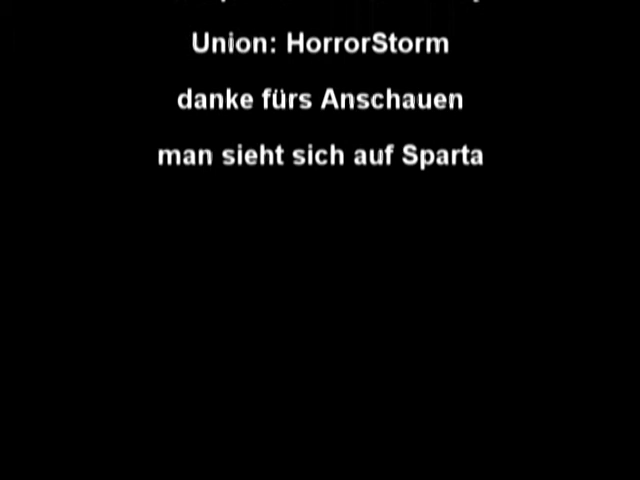 Union: HorrorStorm
danke fürs Anschauen
man sieht sich auf Sparta